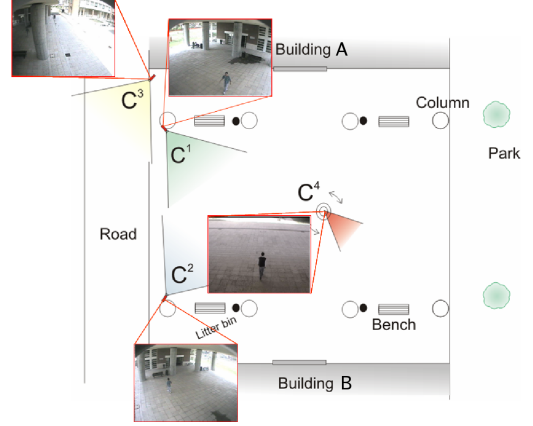 Building A
C3
Column
C1
Park
C4
Road
C2
Litter bin
Bench
Building B